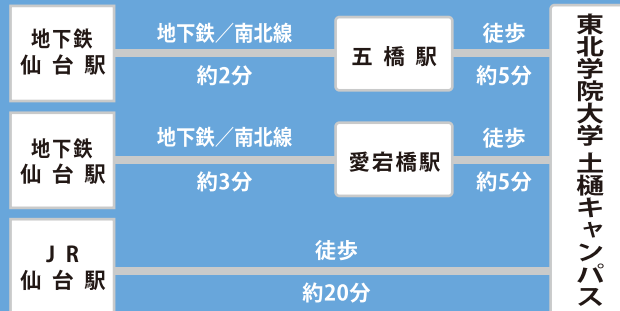 地下鉄
仙台駅
地下鉄／南北線
約2分
五橋駅
徒歩
約5分
地下鉄
仙台駅
地下鉄／南北線
約3分
愛宕橋駅
徒歩
約5分
JR
仙台駅
徒歩
約20分
東北学院大学 土樋キャンパス